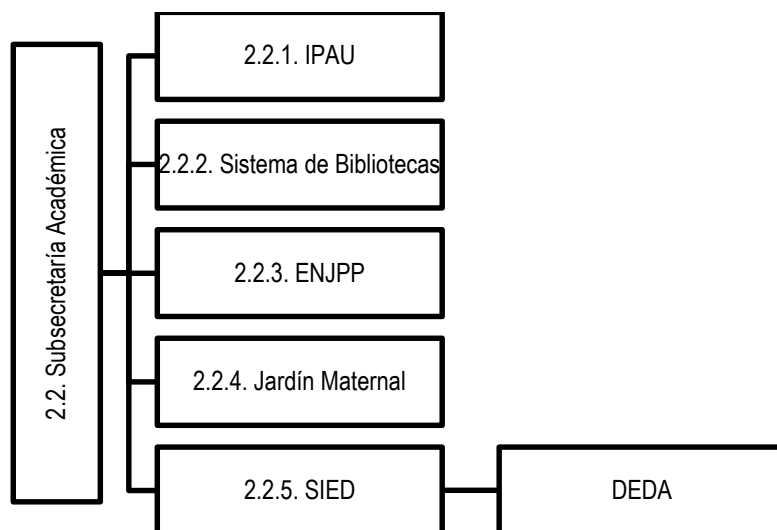 2.2. Subsecretaría Académica
2.2.1. IPAU
2.2.2. Sistema de Bibliotecas
2.2.3. ENJPP
2.2.4. Jardín Maternal
2.2.5. SIED
DEDA